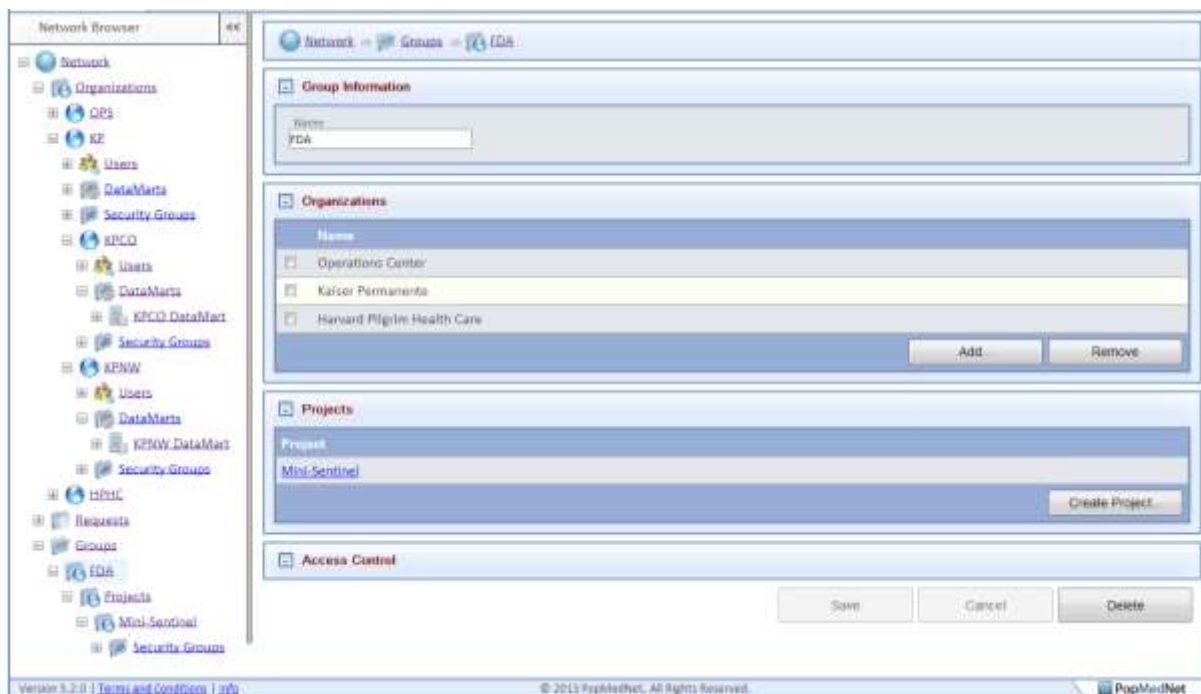 Network Browser <<
Network
Organizations
OPS
KP
Users
DataMarts
Security Groups
KPCO
Users
DataMarts
KPCO DataMart
Security Groups
KPNW
Users
DataMarts
KPNW DataMart
Security Groups
HPHC
Requests
Groups
FDA
Projects
Mini-Sentinel
Security Groups
Network Groups FDA
Group Information
Name
FDA
Organizations
Name
Operations Center
Kaiser Permanente
Harvard Pilgrim Health Care
Add... Remove
Projects
Project
Mini-Sentinel
Create Project...
Access Control
Save Cancel Delete
Version 3.2.0 | Terms and Conditions | Info © 2013 PopMedNet. All Rights Reserved. PopMedNet